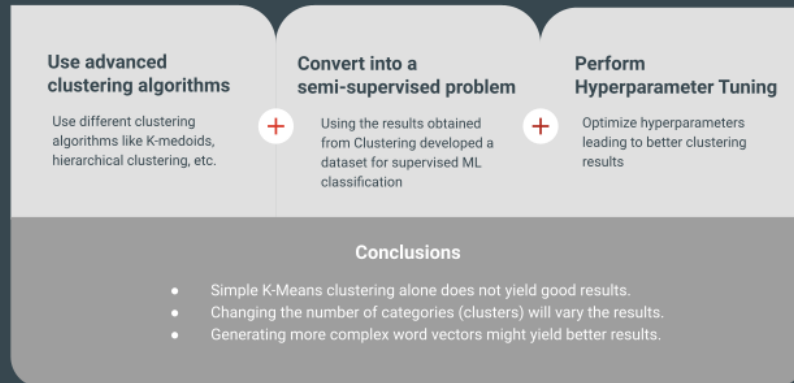 Use advanced
clustering algorithms
Use different clustering
algorithms like K-medoids,
hierarchical clustering, etc.
+
Convert into a
semi-supervised problem
Using the results obtained
from Clustering developed a
dataset for supervised ML
classification
+
Perform
Hyperparameter Tuning
Optimize hyperparameters
leading to better clustering
results
Conclusions
● Simple K-Means clustering alone does not yield good results.
● Changing the number of categories (clusters) will vary the results.
● Generating more complex word vectors might yield better results.